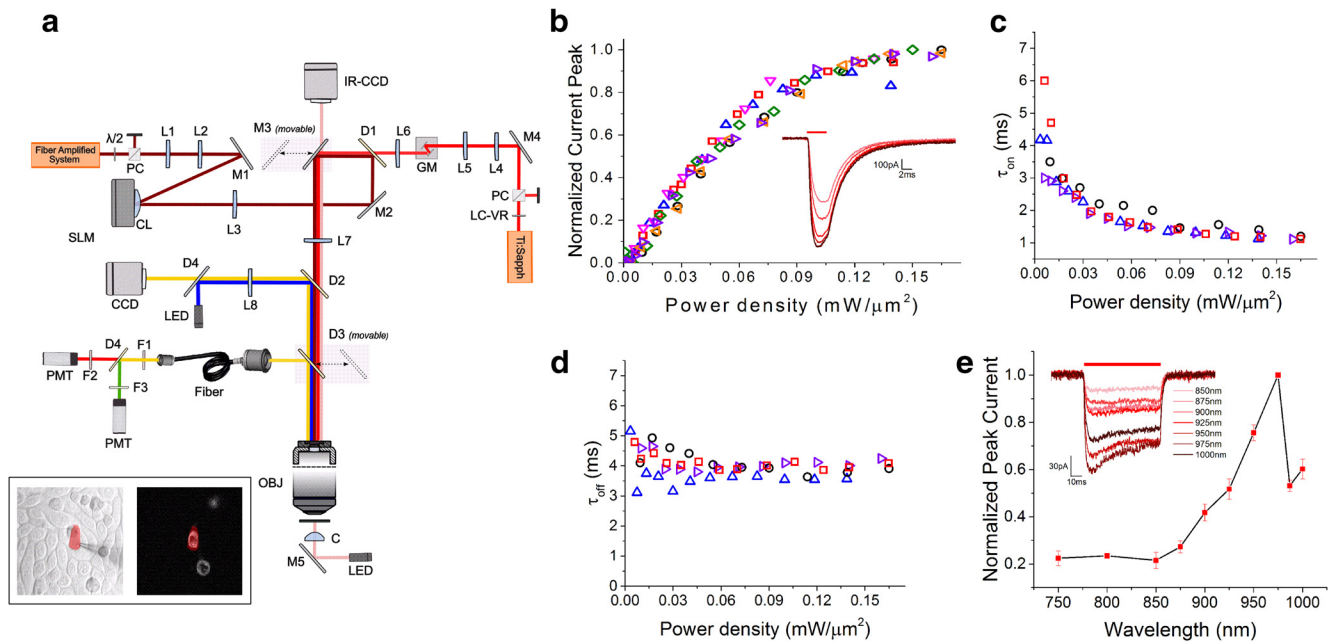 a
IR-CCD
M3 (movable)
D1
L6
M4
λ/2
L1
L2
Fiber Amplified
System
PC
M1
GM
L5
L4
PC
CL
SLM
L3
M2
LC-VR
Ti:Sapph
L7
D4
CCD
L8
D2
LED
D3 (movable)
D4
F1
PMT
F2
F3
Fiber
PMT
OBJ
C
M5
LED
b
Normalized Current Peak
1.0
0.8
0.6
0.4
0.2
0.0
100pA
2ms
0.00 0.03 0.06 0.09 0.12 0.15
Power density (mW/μm²)
c
τon (ms)
7
6
5
4
3
2
1
0
0.00 0.03 0.06 0.09 0.12 0.15
Power density (mW/μm²)
d
τoff (ms)
7
6
5
4
3
2
1
0
0.00 0.03 0.06 0.09 0.12 0.15
Power density (mW/μm²)
e
Normalized Peak Current
1.0
0.8
0.6
0.4
0.2
0.0
850nm
875nm
900nm
925nm
950nm
975nm
1000nm
30pA
10ms
750 800 850 900 950 1000
Wavelength (nm)